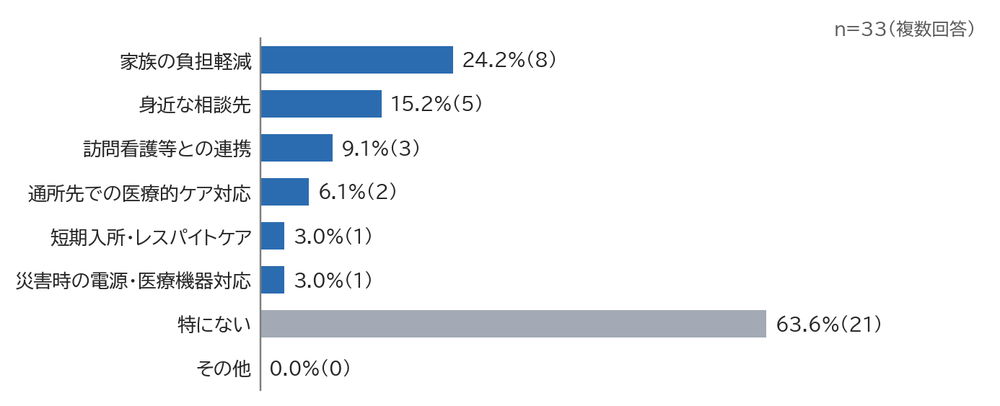 n=33（複数回答）
家族の負担軽減 24.2%（8）
身近な相談先 15.2%（5）
訪問看護等との連携 9.1%（3）
通所先での医療的ケア対応 6.1%（2）
短期入所・レスパイトケア 3.0%（1）
災害時の電源・医療機器対応 3.0%（1）
特にない 63.6%（21）
その他 0.0%（0）